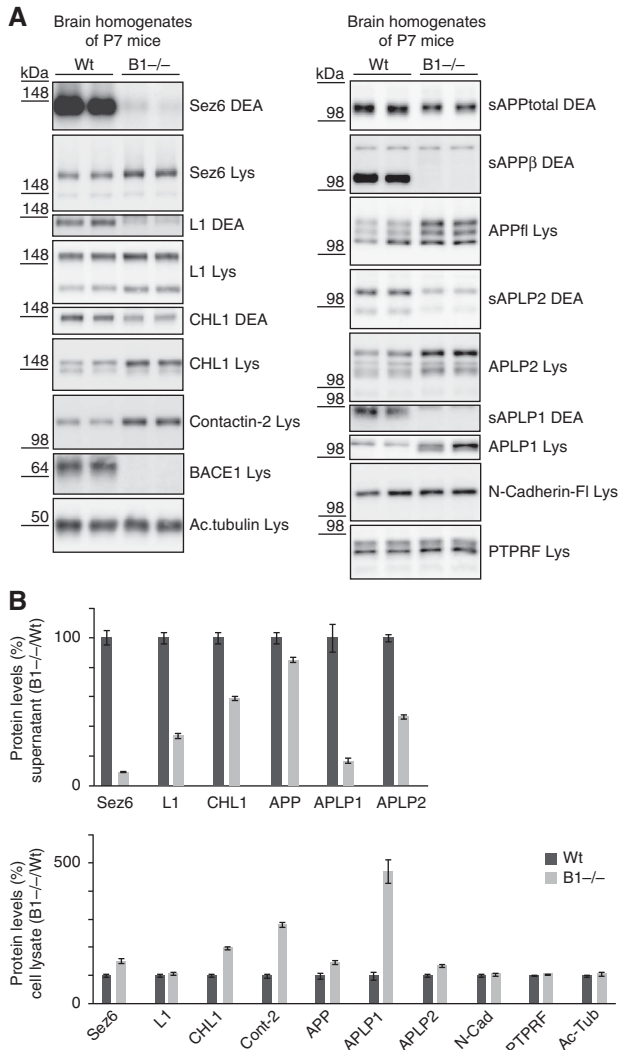 A
Brain homogenates
of P7 mice
Wt B1–/–
kDa
148
Sez6 DEA
Sez6 Lys
148
148
L1 DEA
148
L1 Lys
148
CHL1 DEA
148
CHL1 Lys
Contactin-2 Lys
98
64
BACE1 Lys
50
Ac.tubulin Lys
Brain homogenates
of P7 mice
Wt B1–/–
kDa
98
sAPPtotal DEA
sAPPβ DEA
98
APPfl Lys
98
98
sAPLP2 DEA
APLP2 Lys
98
98
sAPLP1 DEA
APLP1 Lys
98
N-Cadherin-Fl Lys
98
98
PTPRF Lys
B
Protein levels (%)
supernatant (B1–/–/Wt)
100
0
Sez6 L1 CHL1 APP APLP1 APLP2
Protein levels (%)
cell lysate (B1–/–/Wt)
500
100
0
Wt
B1–/–
Sez6 L1 CHL1 Cont-2 APP APLP1 APLP2 N-Cad PTPRF Ac-Tub